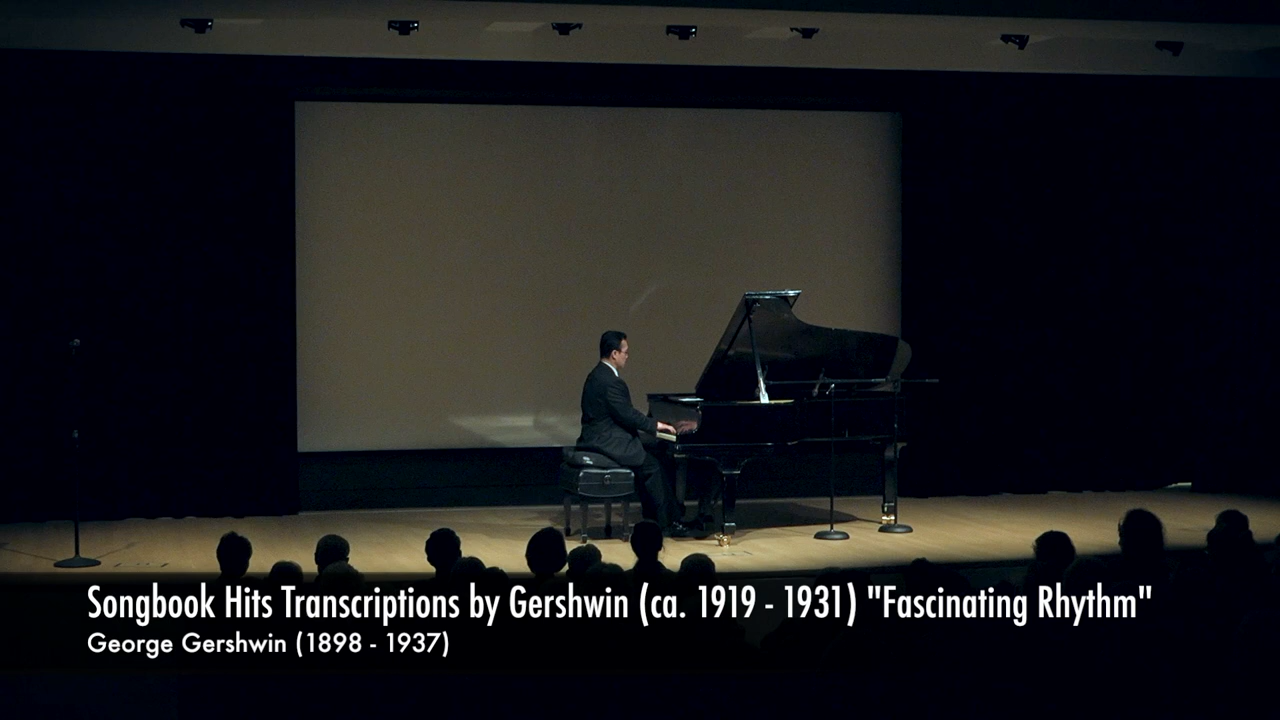 Songbook Hits Transcriptions by Gershwin (ca. 1919 - 1931) "Fascinating Rhythm"
George Gershwin (1898 - 1937)